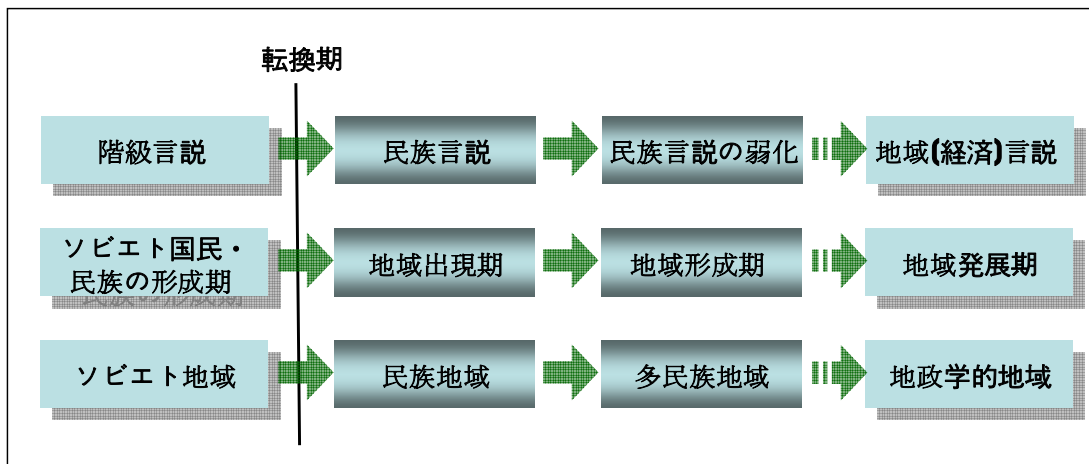 転換期
階級言説
民族言説
民族言説の弱化
地域(経済)言説
ソビエト国民・
民族の形成期
地域出現期
地域形成期
地域発展期
ソビエト地域
民族地域
多民族地域
地政学的地域